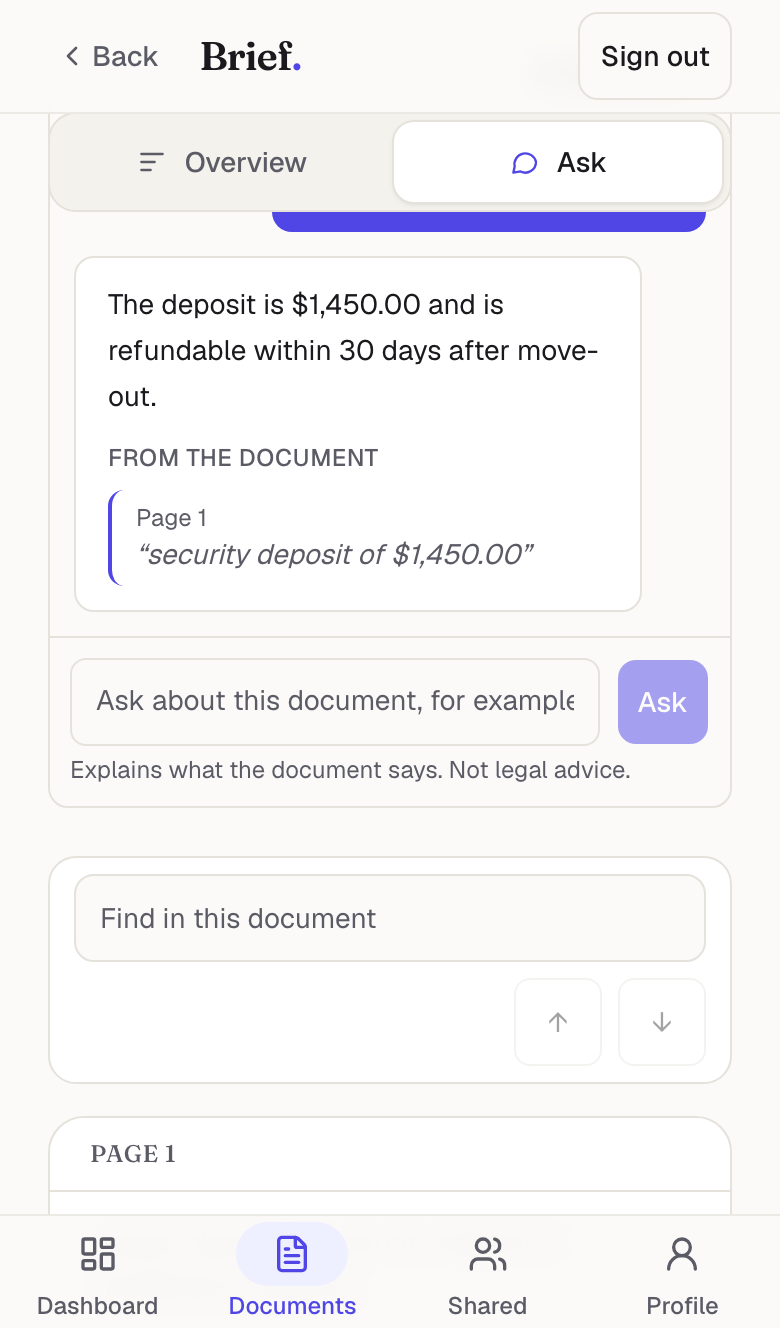 Back
Brief.
Sign out
Overview
Ask
The deposit is $1,450.00 and is
refundable within 30 days after move-
out.
FROM THE DOCUMENT
Page 1
“security deposit of $1,450.00”
Ask about this document, for example
Ask
Explains what the document says. Not legal advice.
Find in this document
PAGE 1
Dashboard
Documents
Shared
Profile